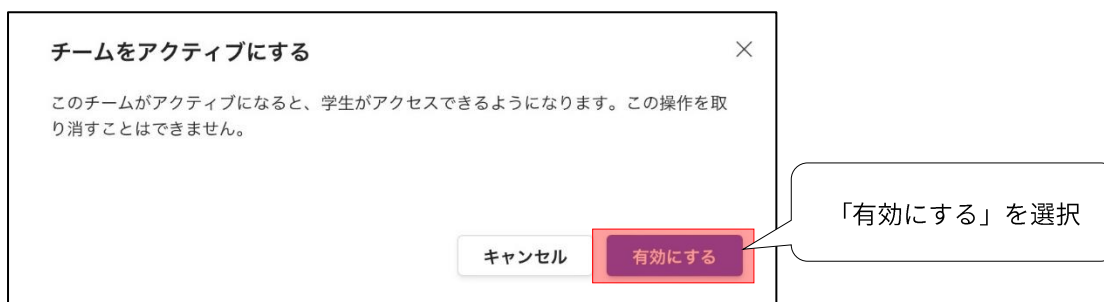 チームをアクティブにする
このチームがアクティブになると、学生がアクセスできるようになります。この操作を取
り消すことはできません。
キャンセル
有効にする
「有効にする」を選択